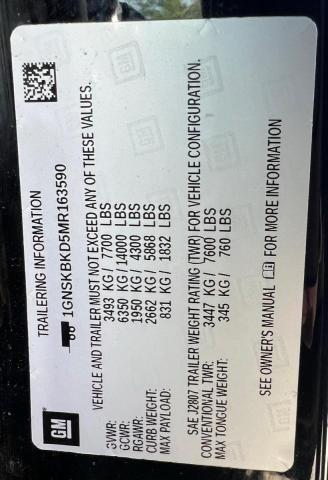 GM
TRAILERING INFORMATION
1GNSKBKD5MR163590
VEHICLE AND TRAILER MUST NOT EXCEED ANY OF THESE VALUES.
GVWR: 3493 KG/ 7700 LBS
GCWR: 6350 KG/14000 LBS
RGAWR: 1950 KG/ 4300 LBS
CURB WEIGHT: 2662 KG/ 5868 LBS
MAX PAYLOAD: 831 KG/ 1832 LBS
SAE J2807 TRAILER WEIGHT RATING (TWR) FOR VEHICLE CONFIGURATION.
CONVENTIONAL TWR: 3447 KG/ 7600 LBS
MAX TONGUE WEIGHT: 345 KG/ 760 LBS
SEE OWNER'S MANUAL FOR MORE INFORMATION